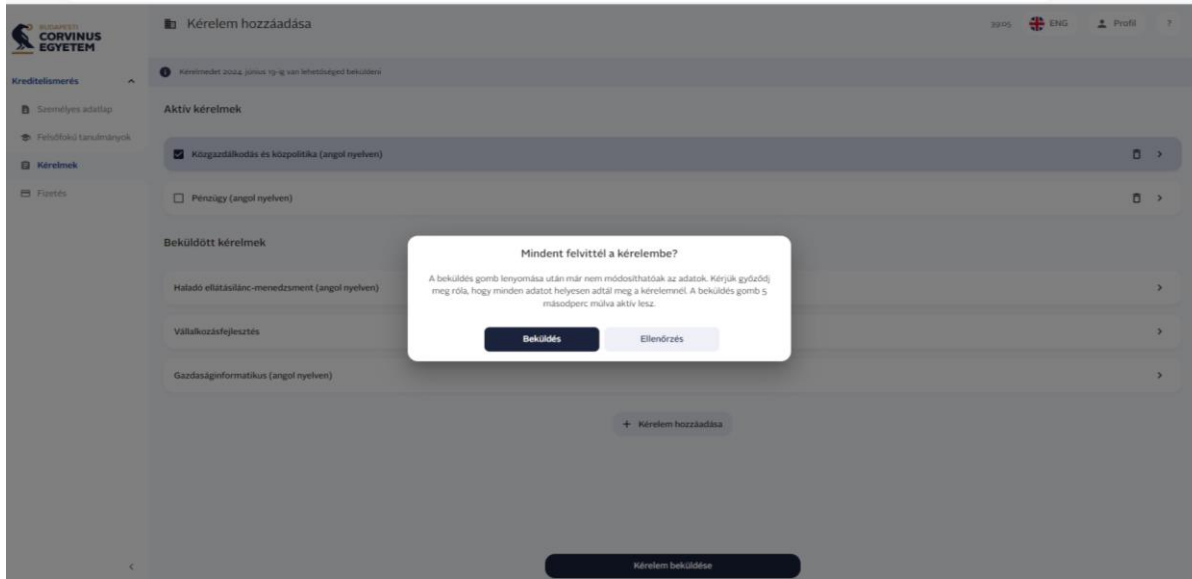 BUDAPESTI
CORVINUS
EGYETEM
Kreditelismerés
Személyes adatlap
Felsőfokú tanulmányok
Kérelmek
Fizetés
Kérelem hozzáadása
39:05 ENG Profil ?
Kérelmedet 2024. június 19-ig van lehetőséged beküldeni
Aktív kérelmek
Közgazdálkodás és közpolitika (angol nyelven)
Pénzügy (angol nyelven)
Beküldött kérelmek
Haladó ellátásilánc-menedzsment (angol nyelven)
Vállalkozásfejlesztés
Gazdaságinformatikus (angol nyelven)
+ Kérelem hozzáadása
Kérelem beküldése
Mindent felvittél a kérelembe?
A beküldés gomb lenyomása után már nem módosíthatóak az adatok. Kérjük győződj
meg róla, hogy minden adatot helyesen adtál meg a kérelemnél. A beküldés gomb 5
másodperc múlva aktív lesz.
Beküldés
Ellenőrzés